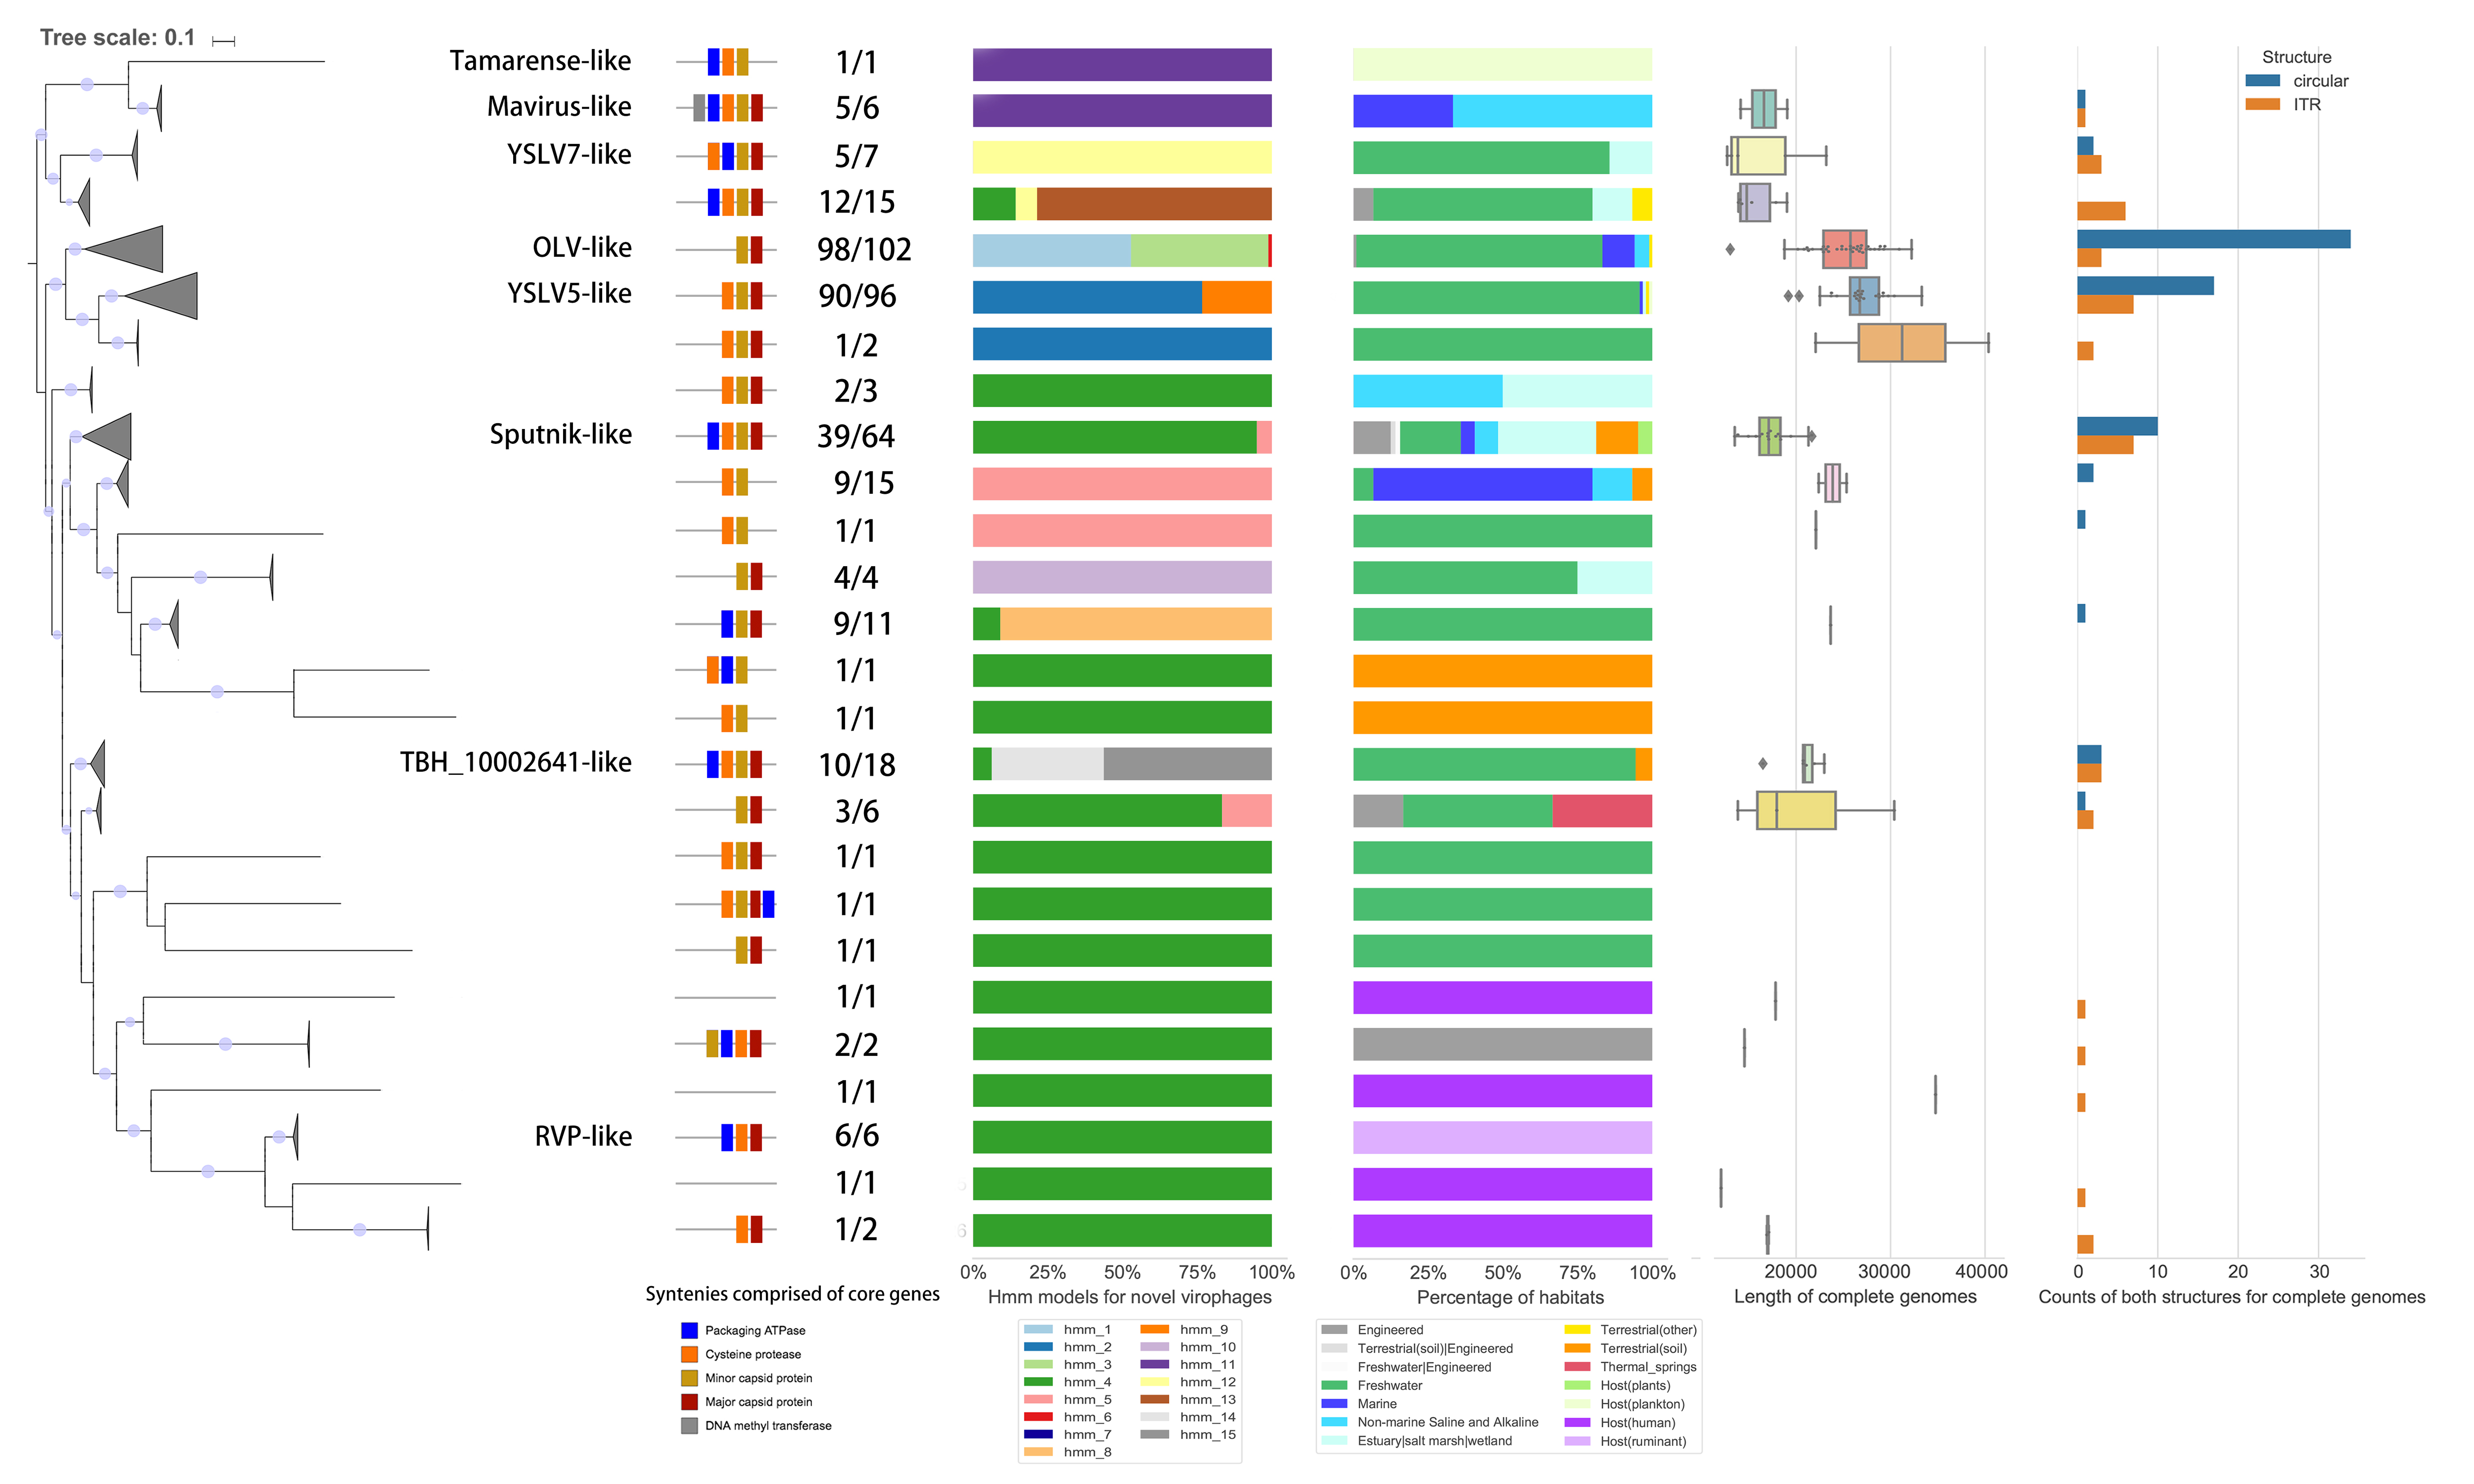 Tree scale: 0.1
Structure
circular
ITR
Tamarense-like 1/1
Mavirus-like 5/6
YSLV7-like 5/7
12/15
OLV-like 98/102
YSLV5-like 90/96
1/2
2/3
Sputnik-like 39/64
9/15
1/1
4/4
9/11
1/1
1/1
TBH_10002641-like 10/18
3/6
1/1
1/1
1/1
1/1
2/2
1/1
RVP-like 6/6
1/1
6 1/2
0% 25% 50% 75% 100% 0% 25% 50% 75% 100% 20000 30000 40000 0 10 20 30
Syntenies comprised of core genes Hmm models for novel virophages Percentage of habitats Length of complete genomes Counts of both structures for complete genomes
Packaging ATPase
Cysteine protease
Minor capsid protein
Major capsid protein
DNA methyl transferase
hmm_1
hmm_2
hmm_3
hmm_4
hmm_5
hmm_6
hmm_7
hmm_8
hmm_9
hmm_10
hmm_11
hmm_12
hmm_13
hmm_14
hmm_15
Engineered
Terrestrial(soil)|Engineered
Freshwater|Engineered
Freshwater
Marine
Non-marine Saline and Alkaline
Estuary|salt marsh|wetland
Terrestrial(other)
Terrestrial(soil)
Thermal_springs
Host(plants)
Host(plankton)
Host(human)
Host(ruminant)